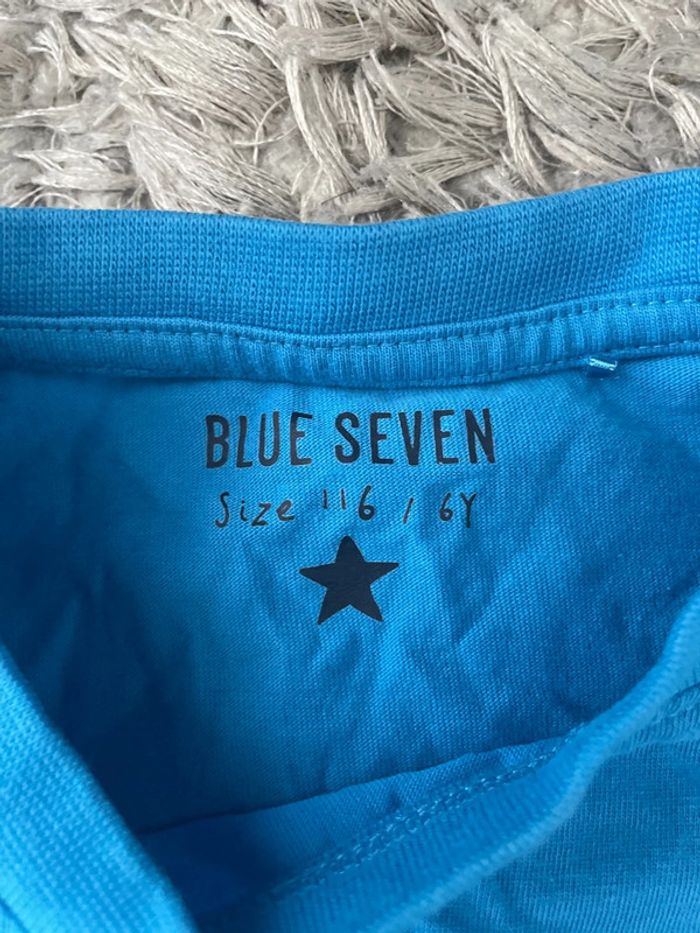 BLUE SEVEN
Size 116 / 6Y